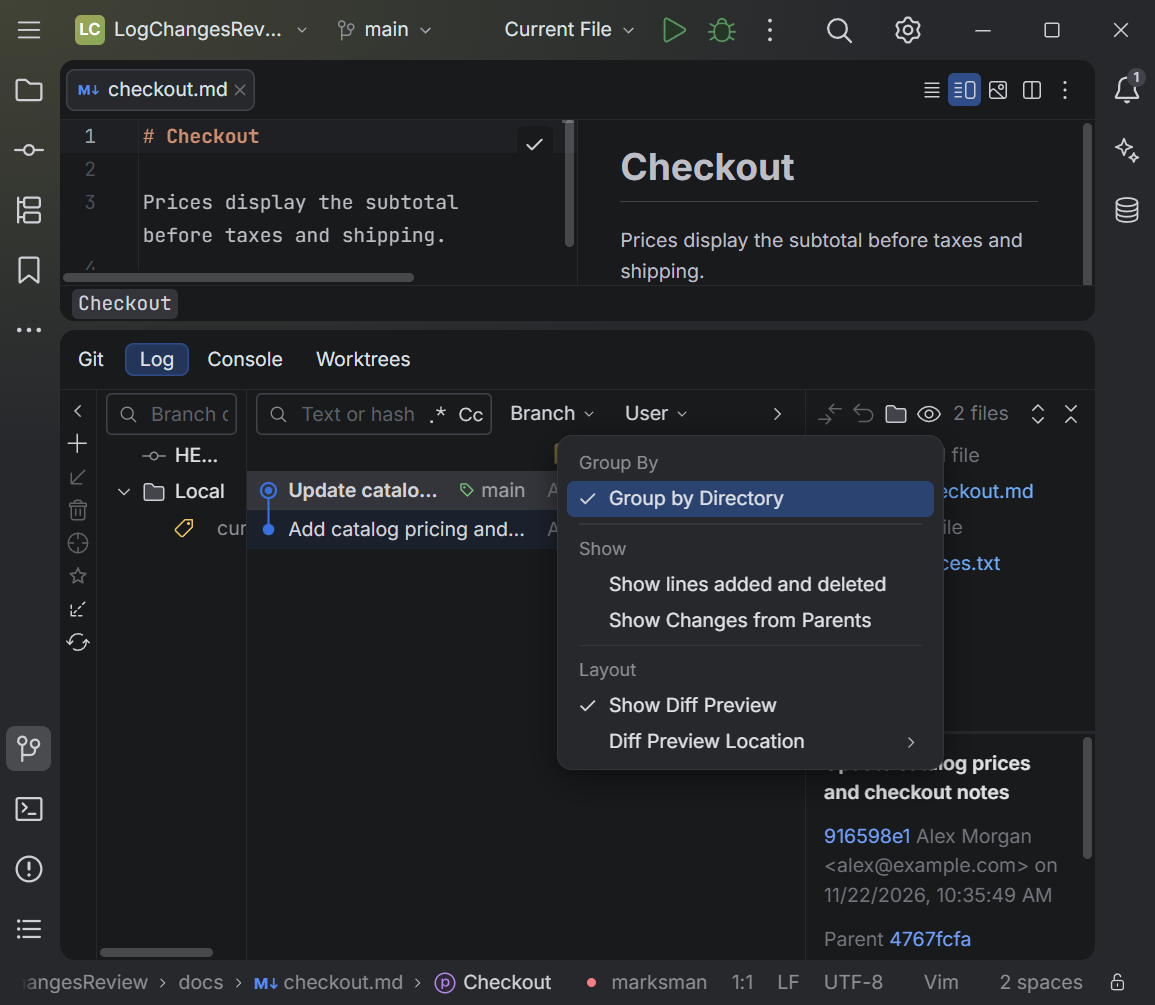 LC LogChangesRev... main Current File
M↓ checkout.md
1
1 # Checkout
2
3 Prices display the subtotal
before taxes and shipping.
4
Checkout
Prices display the subtotal before taxes and
shipping.
Checkout
Git Log Console Worktrees
Text or hash .* Cc Branch User 2 files
Branch
HE...
Local
Update catalo... main
Add catalog pricing and...
file
Group By
Group by Directory
Show
Show lines added and deleted
Show Changes from Parents
Layout
Show Diff Preview
Diff Preview Location
and checkout notes
916598e1 Alex Morgan
<alex@example.com> on
11/22/2026, 10:35:49 AM
Parent 4767fcfa
angesReview › docs › M↓ checkout.md › p Checkout marksman 1:1 LF UTF-8 Vim 2 spaces